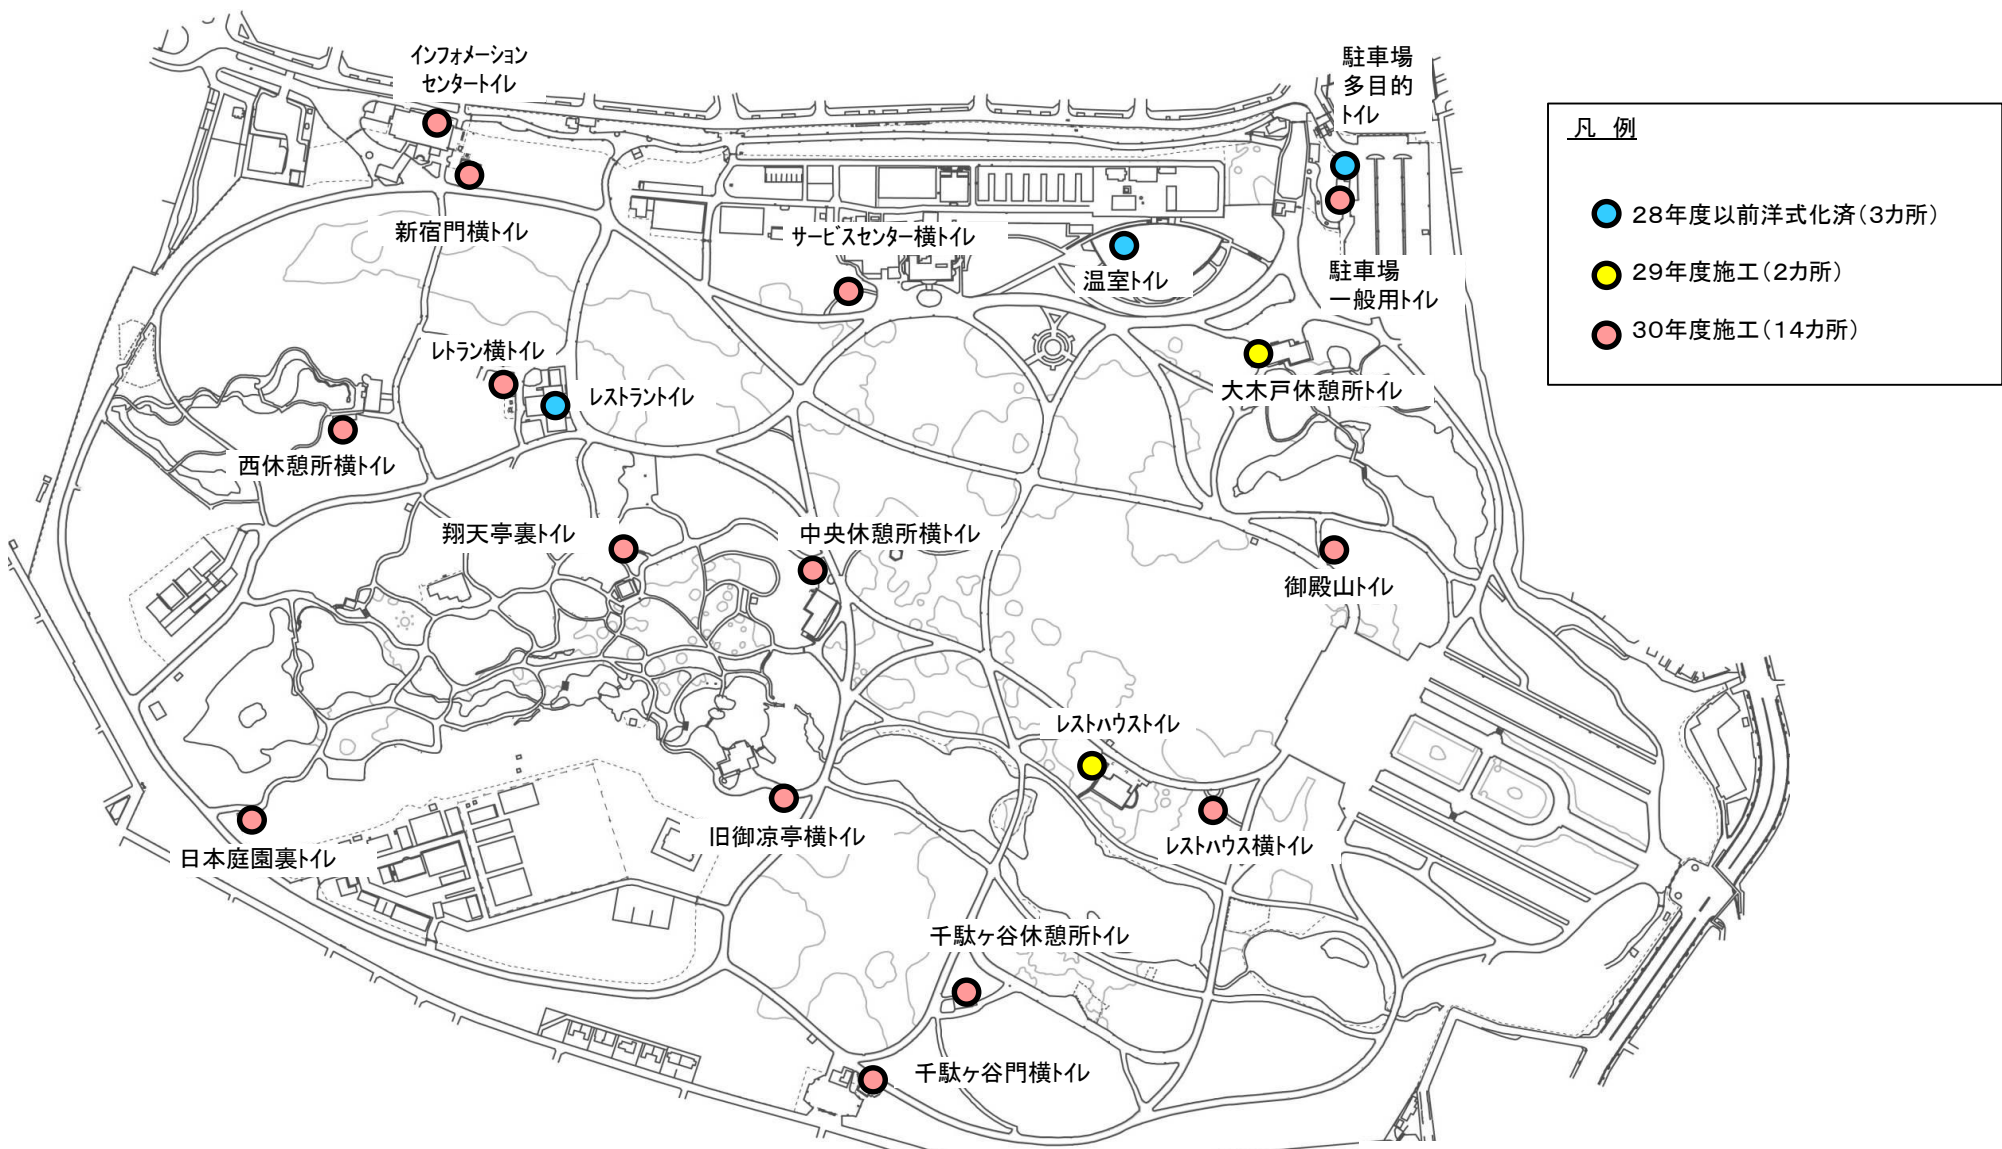 インフォメーション
センタートイレ
駐車場
多目的
トイレ
凡 例
28年度以前洋式化済(3カ所)
29年度施工(2カ所)
30年度施工(14カ所)
新宿門横トイレ
サービスセンター横トイレ
温室トイレ
駐車場
一般用トイレ
レトラン横トイレ
レストラントイレ
大木戸休憩所トイレ
西休憩所横トイレ
翔天亭裏トイレ
中央休憩所横トイレ
御殿山トイレ
レストハウストイレ
日本庭園裏トイレ
旧御凉亭横トイレ
レストハウス横トイレ
千駄ヶ谷休憩所トイレ
千駄ヶ谷門横トイレ